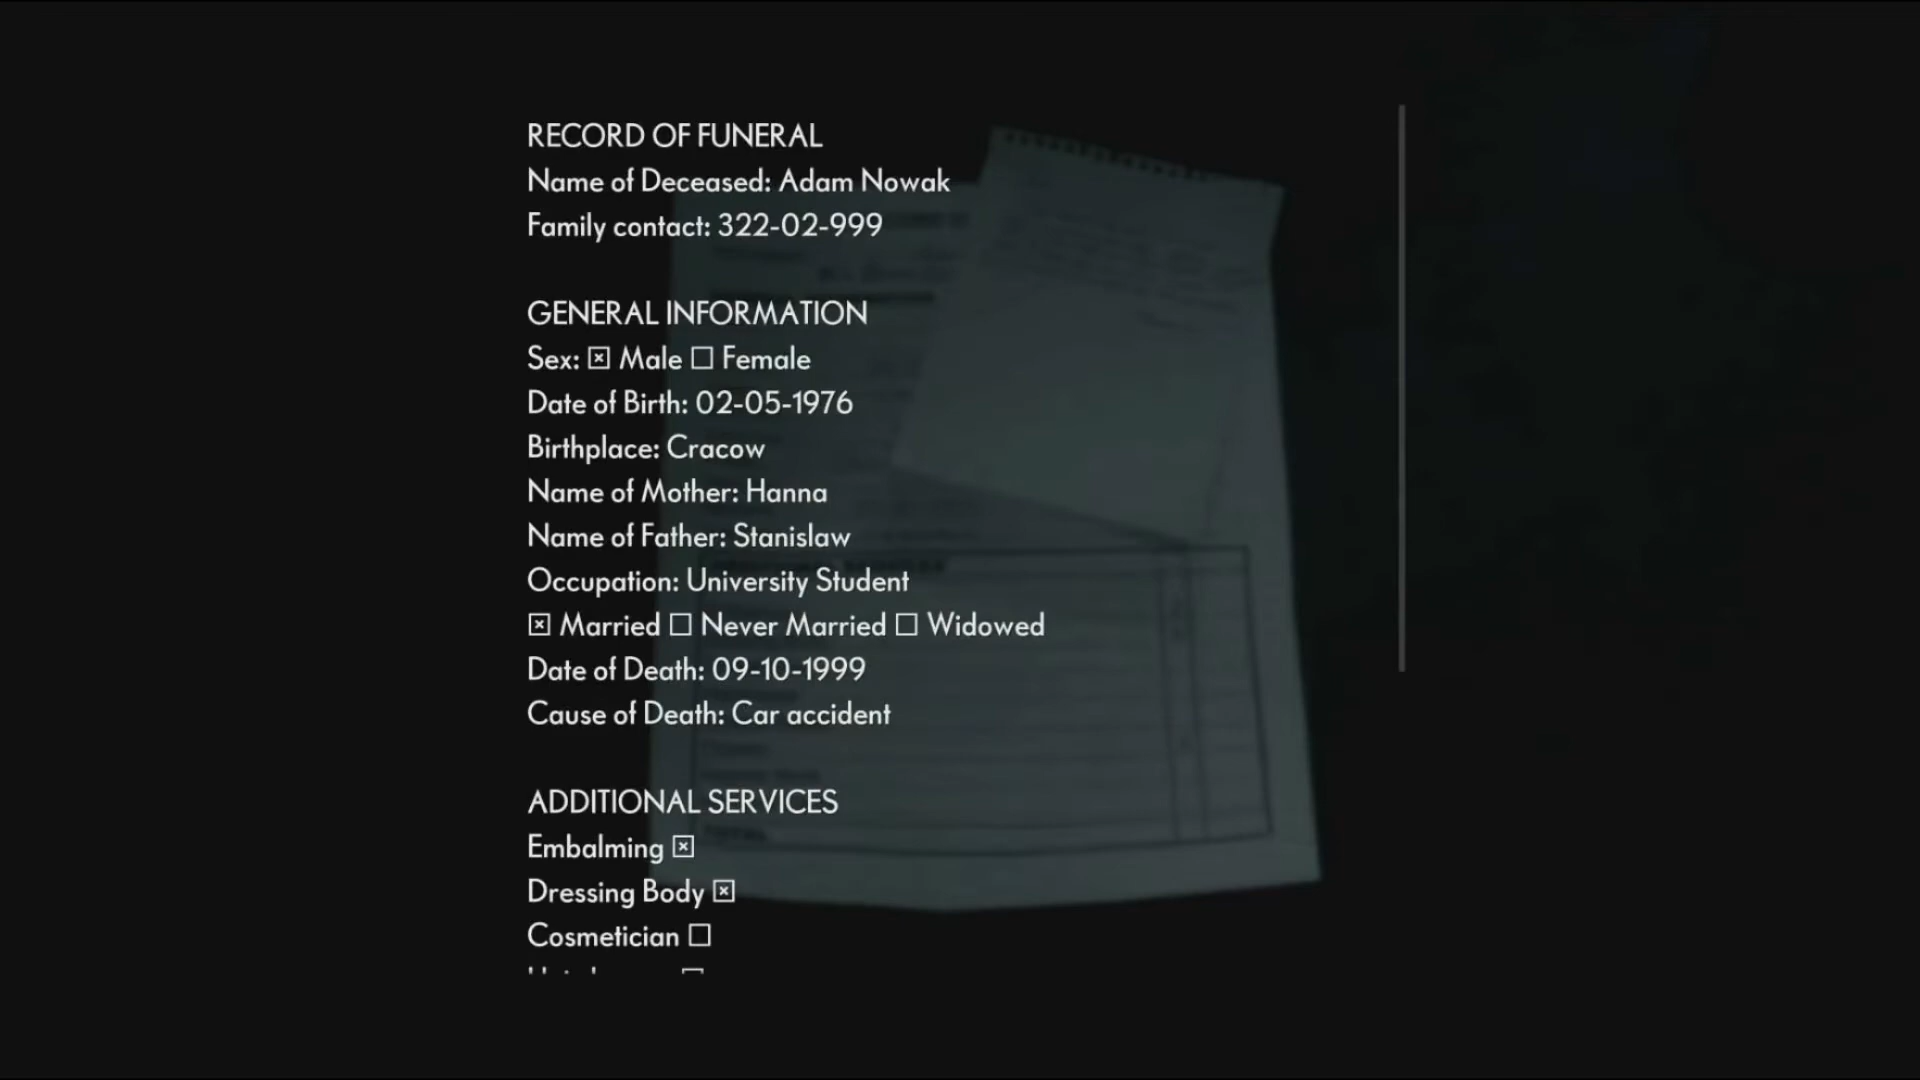 RECORD OF FUNERAL
Name of Deceased: Adam Nowak
Family contact: 322-02-999
GENERAL INFORMATION
Sex: ☒ Male ☐ Female
Date of Birth: 02-05-1976
Birthplace: Cracow
Name of Mother: Hanna
Name of Father: Stanislaw
Occupation: University Student
☒ Married ☐ Never Married ☐ Widowed
Date of Death: 09-10-1999
Cause of Death: Car accident
ADDITIONAL SERVICES
Embalming ☒
Dressing Body ☒
Cosmetician ☐